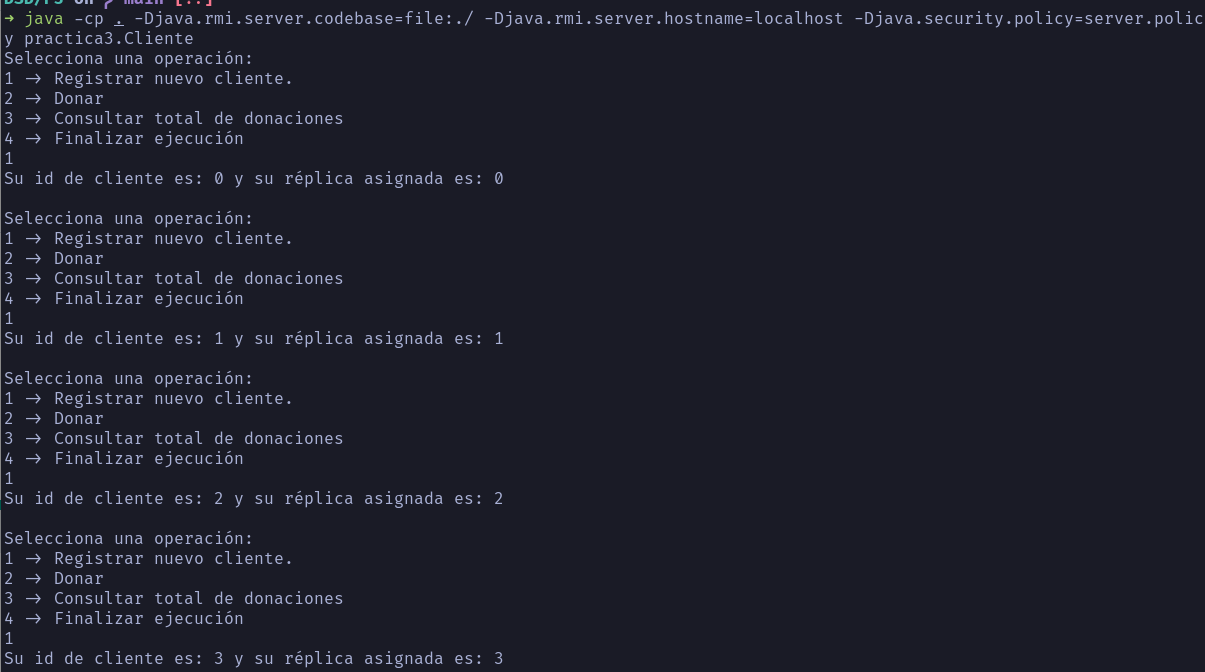 DSD/P3 on main [!?]
→ java -cp . -Djava.rmi.server.codebase=file:./ -Djava.rmi.server.hostname=localhost -Djava.security.policy=server.polic
y practica3.Cliente
Selecciona una operación:
1 → Registrar nuevo cliente.
2 → Donar
3 → Consultar total de donaciones
4 → Finalizar ejecución
1
Su id de cliente es: 0 y su réplica asignada es: 0
Selecciona una operación:
1 → Registrar nuevo cliente.
2 → Donar
3 → Consultar total de donaciones
4 → Finalizar ejecución
1
Su id de cliente es: 1 y su réplica asignada es: 1
Selecciona una operación:
1 → Registrar nuevo cliente.
2 → Donar
3 → Consultar total de donaciones
4 → Finalizar ejecución
1
Su id de cliente es: 2 y su réplica asignada es: 2
Selecciona una operación:
1 → Registrar nuevo cliente.
2 → Donar
3 → Consultar total de donaciones
4 → Finalizar ejecución
1
Su id de cliente es: 3 y su réplica asignada es: 3